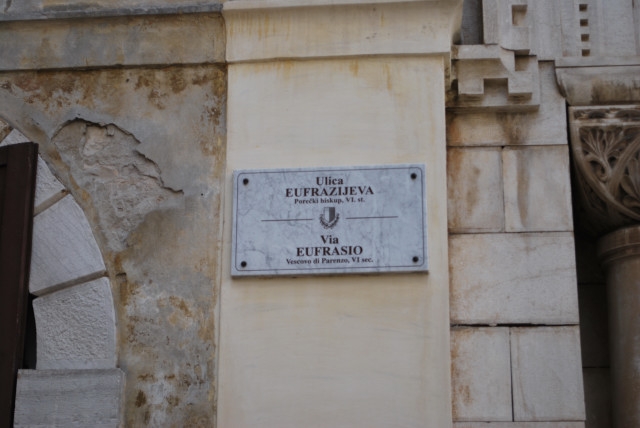 Ulica
EUFRAZIJEVA
Porečki biskup, VI. st.
Via
EUFRASIO
Vescovo di Parenzo, VI sec.